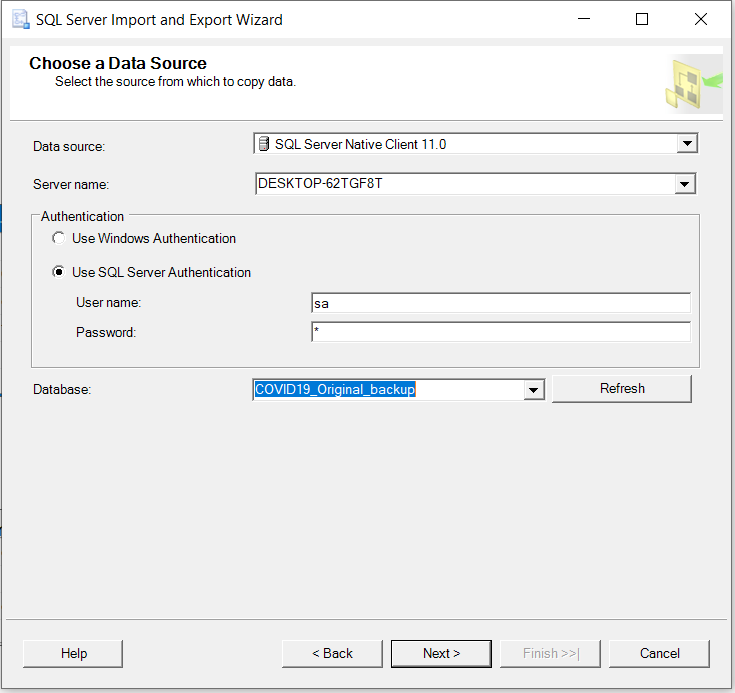 SQL Server Import and Export Wizard
Choose a Data Source
Select the source from which to copy data.
Data source: SQL Server Native Client 11.0
Server name: DESKTOP-62TGF8T
Authentication
Use Windows Authentication
Use SQL Server Authentication
User name: sa
Password: *
Database: COVID19_Original_backup Refresh
Help < Back Next > Finish >>| Cancel